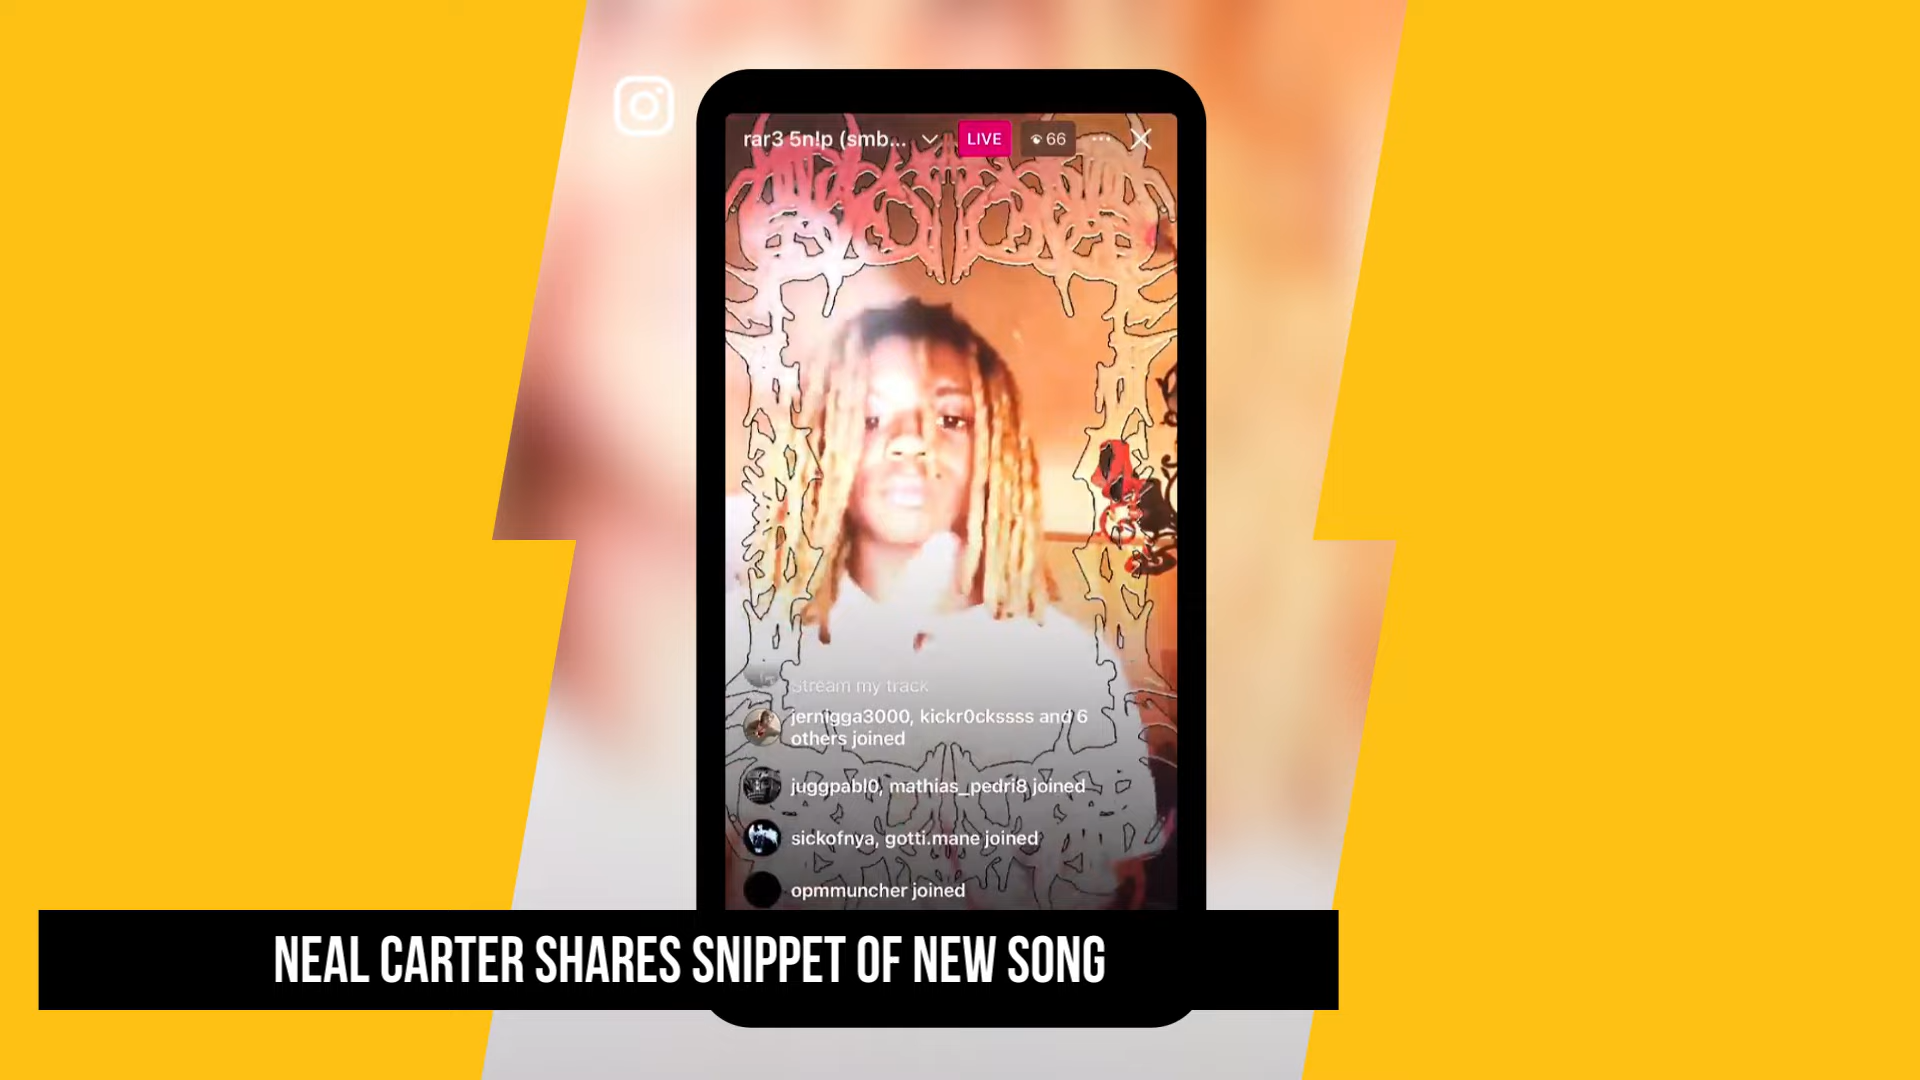 rar3 5n!p (smb...
LIVE
66
Stream my track
jernigga3000, kickr0ckssss and 6
others joined
juggpabl0, mathias_pedri8 joined
sickofnya, gotti.mane joined
opmmuncher joined
NEAL CARTER SHARES SNIPPET OF NEW SONG